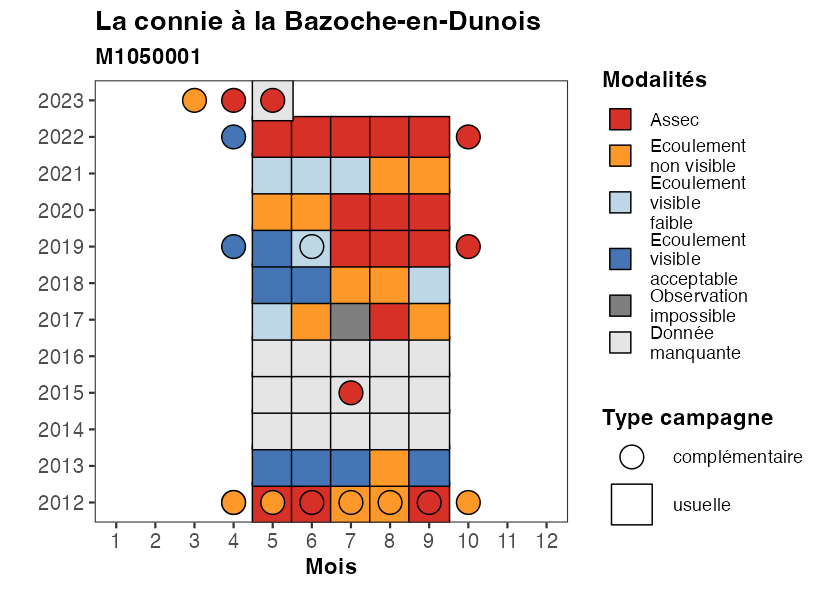 La connie à la Bazoche-en-Dunois
M1050001
2023
2022
2021
2020
2019
2018
2017
2016
2015
2014
2013
2012
1 2 3 4 5 6 7 8 9 10 11 12
Mois
Modalités
Assec
Ecoulement
non visible
Ecoulement
visible
faible
Ecoulement
visible
acceptable
Observation
impossible
Donnée
manquante
Type campagne
complémentaire
usuelle